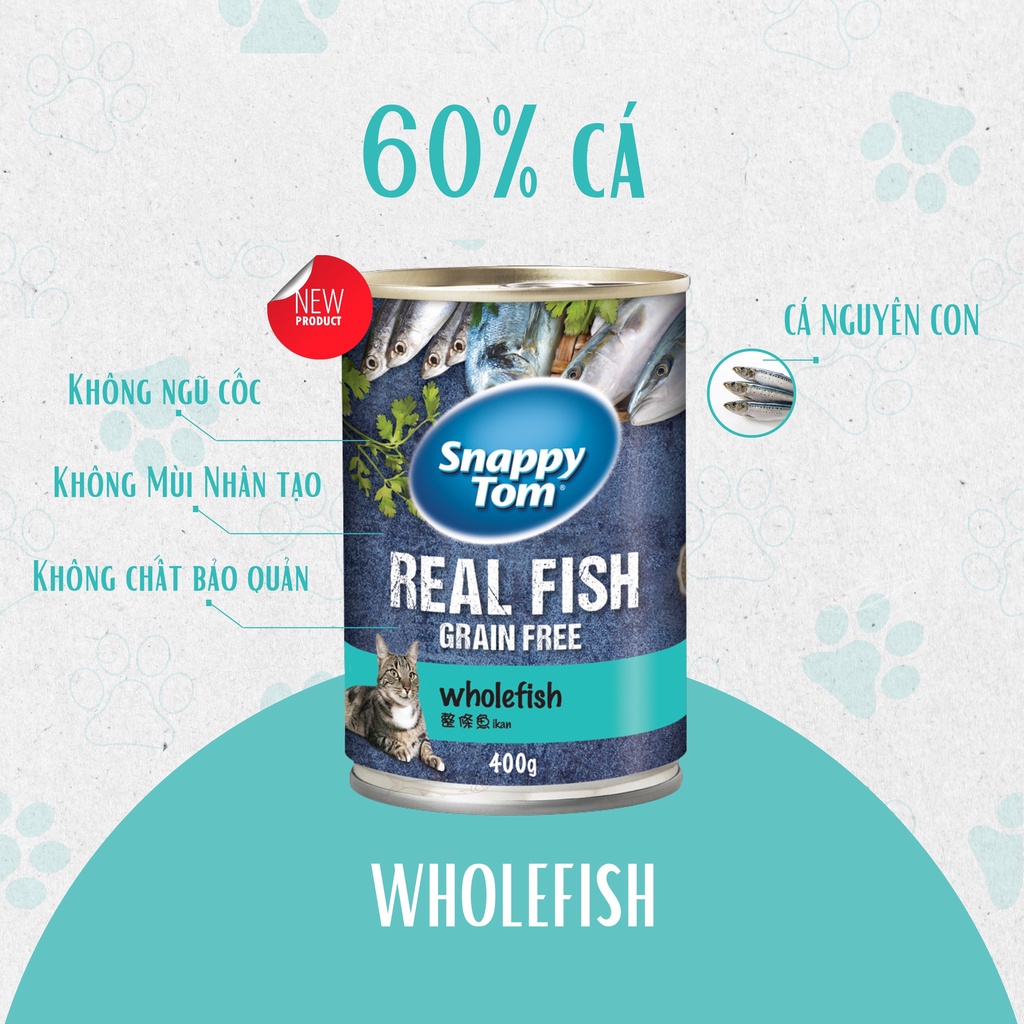 60% CÁ
NEW
PRODUCT
CÁ NGUYÊN CON
KHÔNG NGŨ CỐC
KHÔNG MÙI NHÂN TẠO
KHÔNG CHẤT BẢO QUẢN
Snappy
Tom®
REAL FISH
GRAIN FREE
wholefish
整條魚 ikan
400g
WHOLEFISH